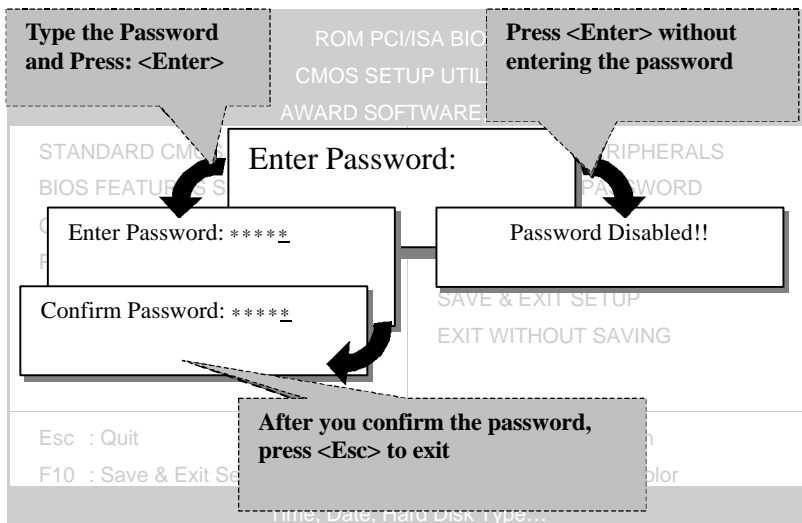 Type the Password
and Press: <Enter>
ROM PCI/ISA BIO
Press <Enter> without
entering the password
CMOS SETUP UTIL
AWARD SOFTWARE
STANDARD CMOS
RIPHERALS
BIOS FEATURES S
PASSWORD
Enter Password:
Enter Password: *****
Password Disabled!!
Confirm Password: *****
SAVE & EXIT SETUP
EXIT WITHOUT SAVING
After you confirm the password,
press <Esc> to exit
Esc : Quit
F10 : Save & Exit Se
olor
Time, Date, Hard Disk Type...